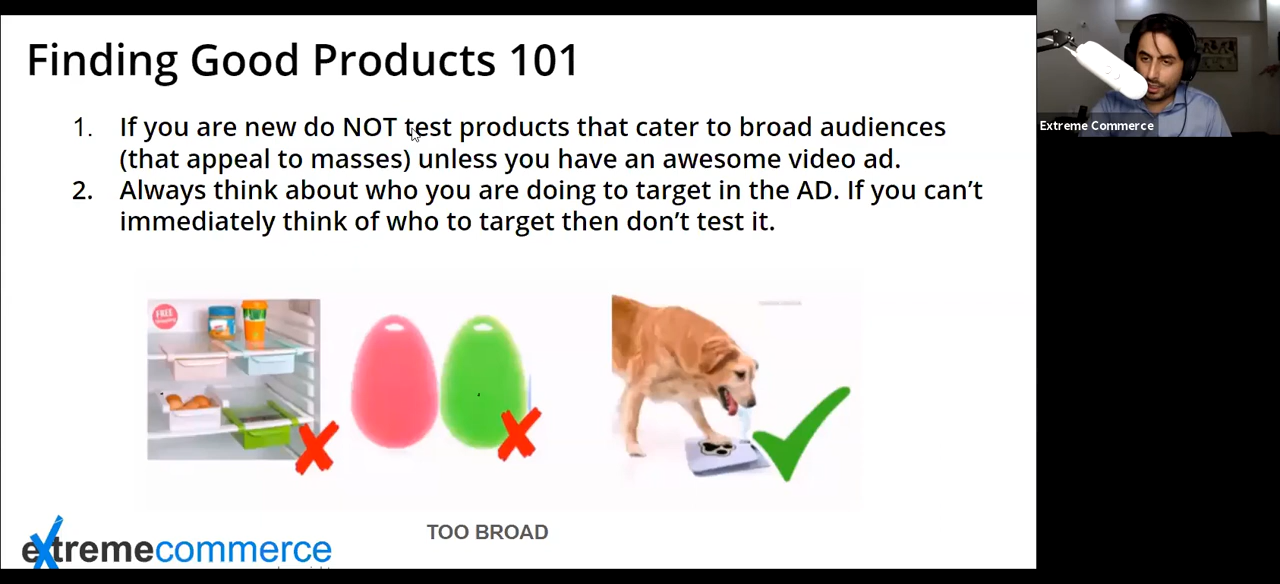 Finding Good Products 101
1. If you are new do NOT test products that cater to broad audiences
(that appeal to masses) unless you have an awesome video ad.
2. Always think about who you are doing to target in the AD. If you can't
immediately think of who to target then don't test it.
FREE
TOO BROAD
extremecommerce
Extreme Commerce